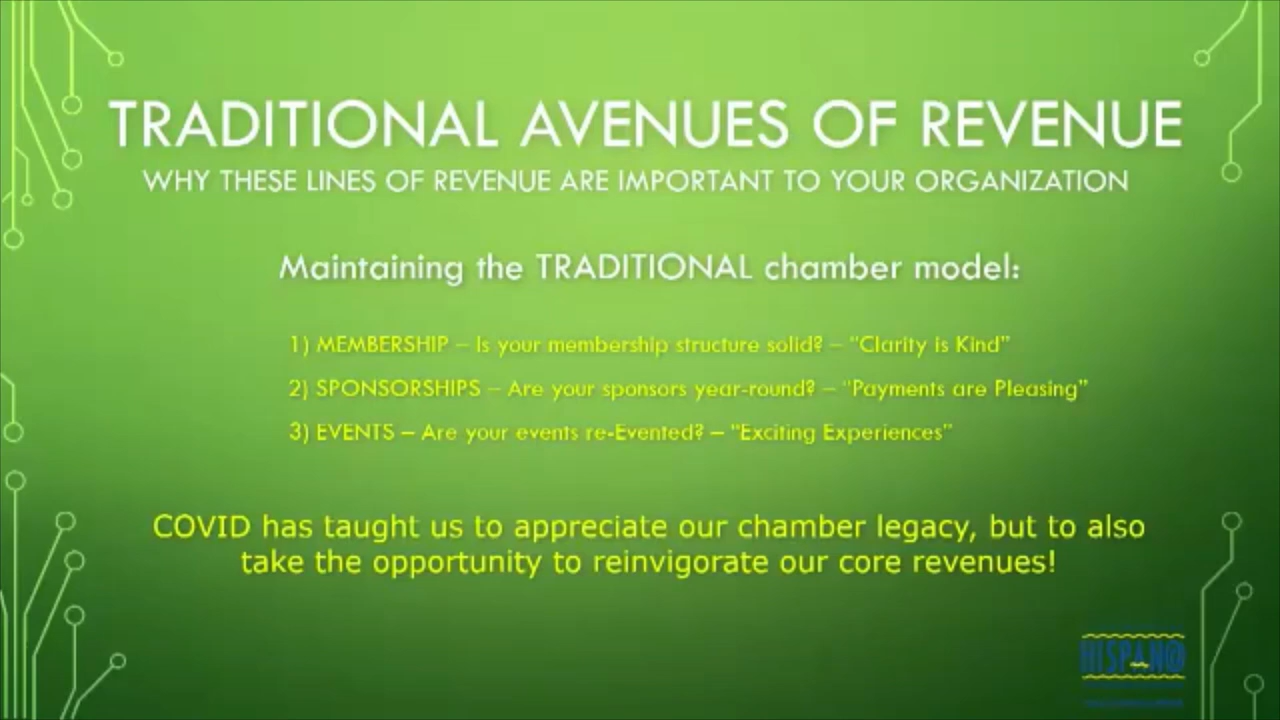 TRADITIONAL AVENUES OF REVENUE
WHY THESE LINES OF REVENUE ARE IMPORTANT TO YOUR ORGANIZATION
Maintaining the TRADITIONAL chamber model:
1) MEMBERSHIP – Is your membership structure solid? – "Clarity is Kind"
2) SPONSORSHIPS – Are your sponsors year-round? – "Payments are Pleasing"
3) EVENTS – Are your events re-Evented? – "Exciting Experiences"
COVID has taught us to appreciate our chamber legacy, but to also
take the opportunity to reinvigorate our core revenues!
HISPANO